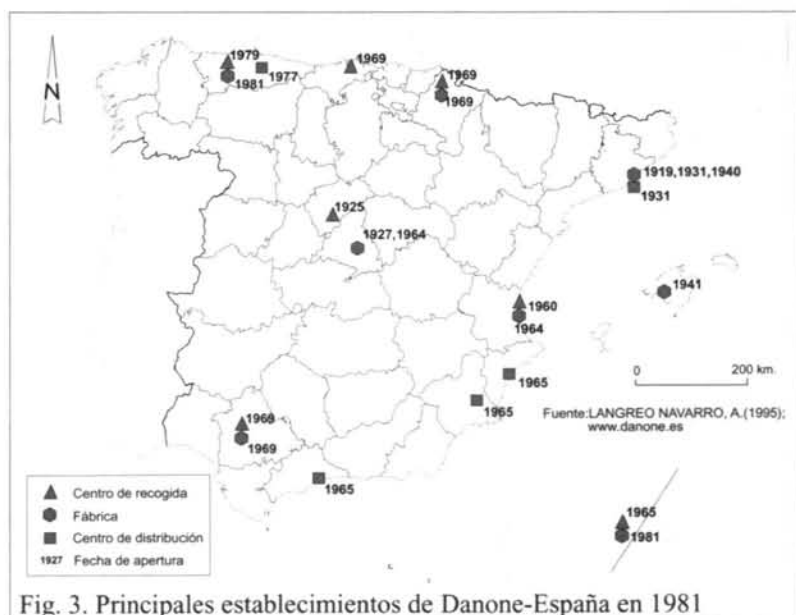 1979
1981
1977
1969
1969
1969
N
1919,1931,1940
1931
1925
1927,1964
1941
1960
1964
0 200 km.
1965
1965
Fuente:LANGREO NAVARRO, A.(1995);
www.danone.es
1969
1969
1965
1965
1981
Centro de recogida
Fábrica
Centro de distribución
1927 Fecha de apertura
Fig. 3. Principales establecimientos de Danone-España en 1981